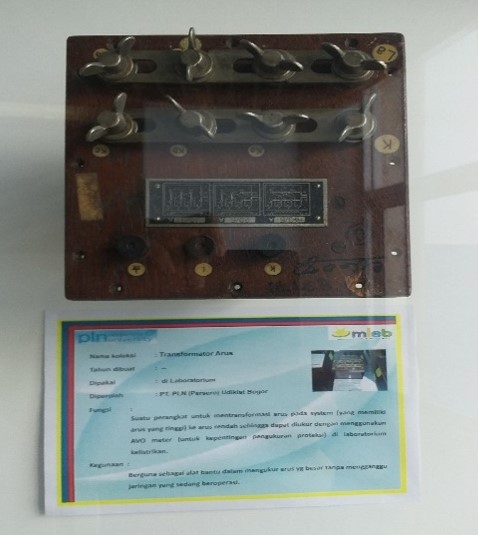 La
K
K
pln
mlab
Nama koleksi : Transformator Arus
Tahun dibuat : --
Dipakai : di Laboratorium
Diperoleh : PT. PLN (Persero) Udiklat Bogor
Fungsi :
Suatu perangkat untuk mentransformasi arus pada system (yang memiliki
arus yang tinggi) ke arus rendah sehingga dapat diukur dengan menggunakan
AVO meter (untuk kepentingan pengukuran proteksi) di laboratorium
kelistrikan.
Kegunaan :
Berguna sebagai alat bantu dalam mengukur arus yg besar tanpa mengganggu
jaringan yang sedang beroperasi.